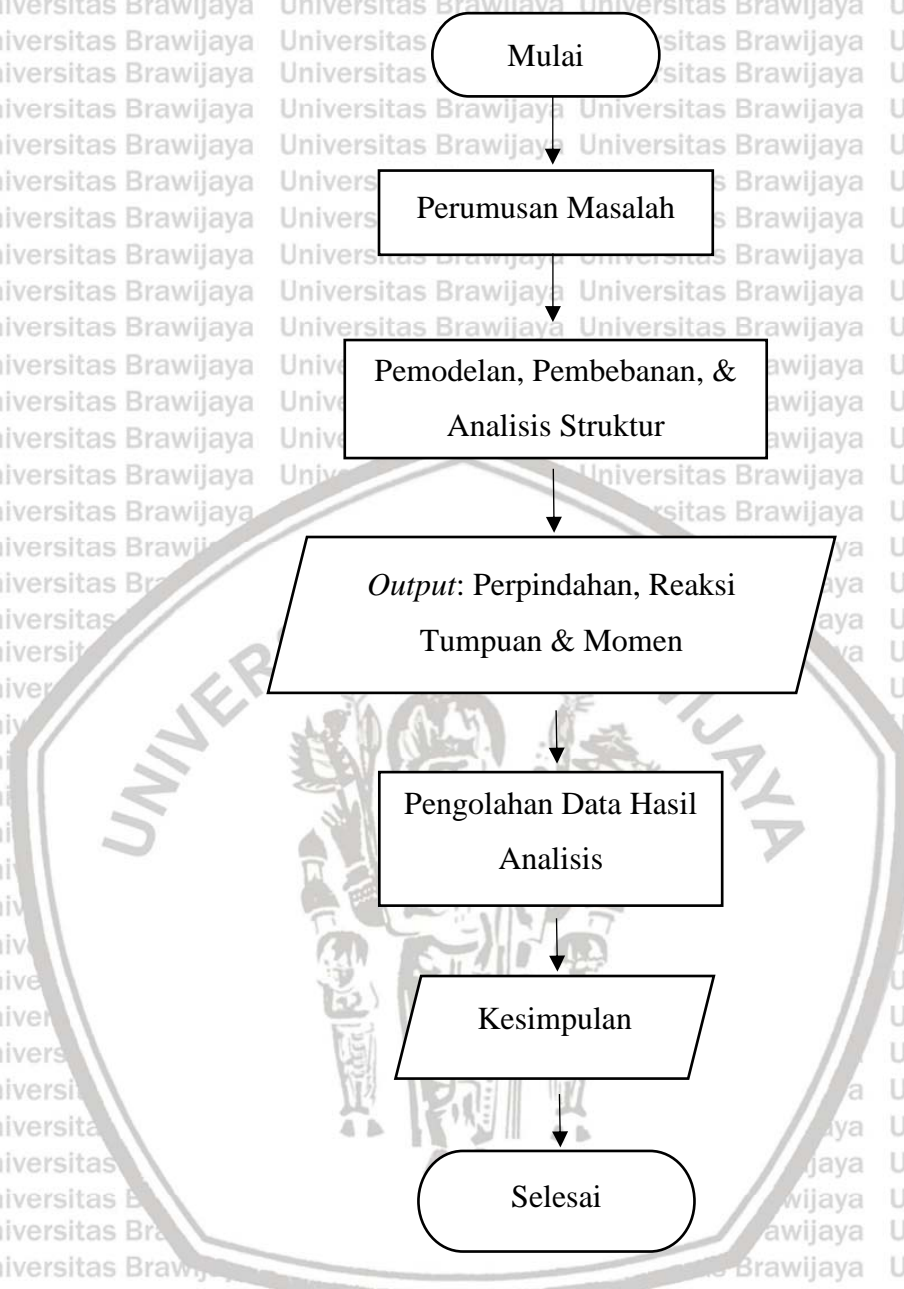 Mulai
Perumusan Masalah
Pemodelan, Pembebanan, &
Analisis Struktur
Output: Perpindahan, Reaksi
Tumpuan & Momen
Pengolahan Data Hasil
Analisis
Kesimpulan
Selesai